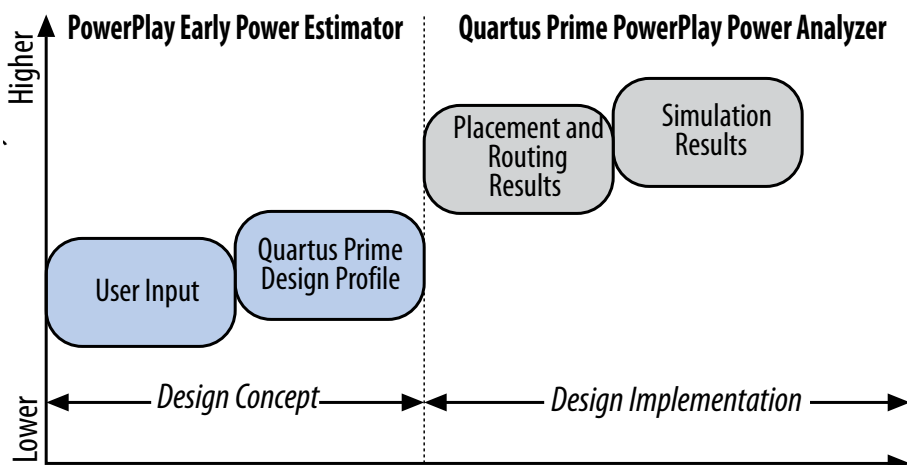 PowerPlay Early Power Estimator
Quartus Prime PowerPlay Power Analyzer
Higher
Placement and
Routing
Results
Simulation
Results
User Input
Quartus Prime
Design Profile
Design Concept
Design Implementation
Lower